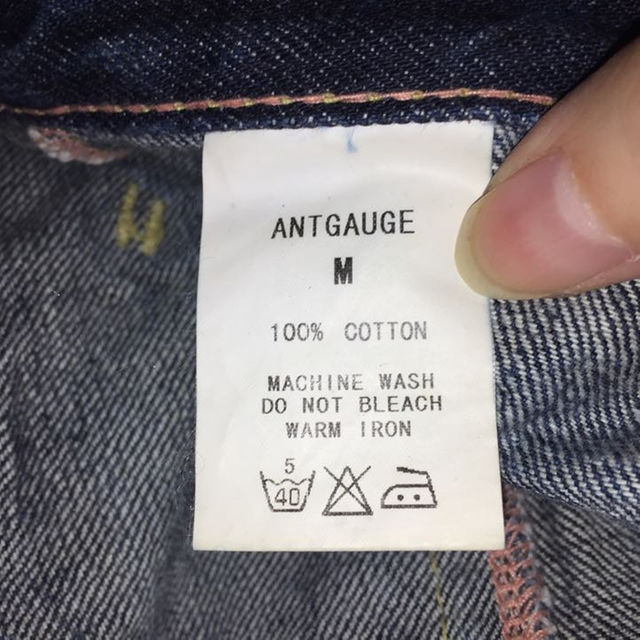 ANTGAUGE
M
100% COTTON
MACHINE WASH
DO NOT BLEACH
WARM IRON
5
40